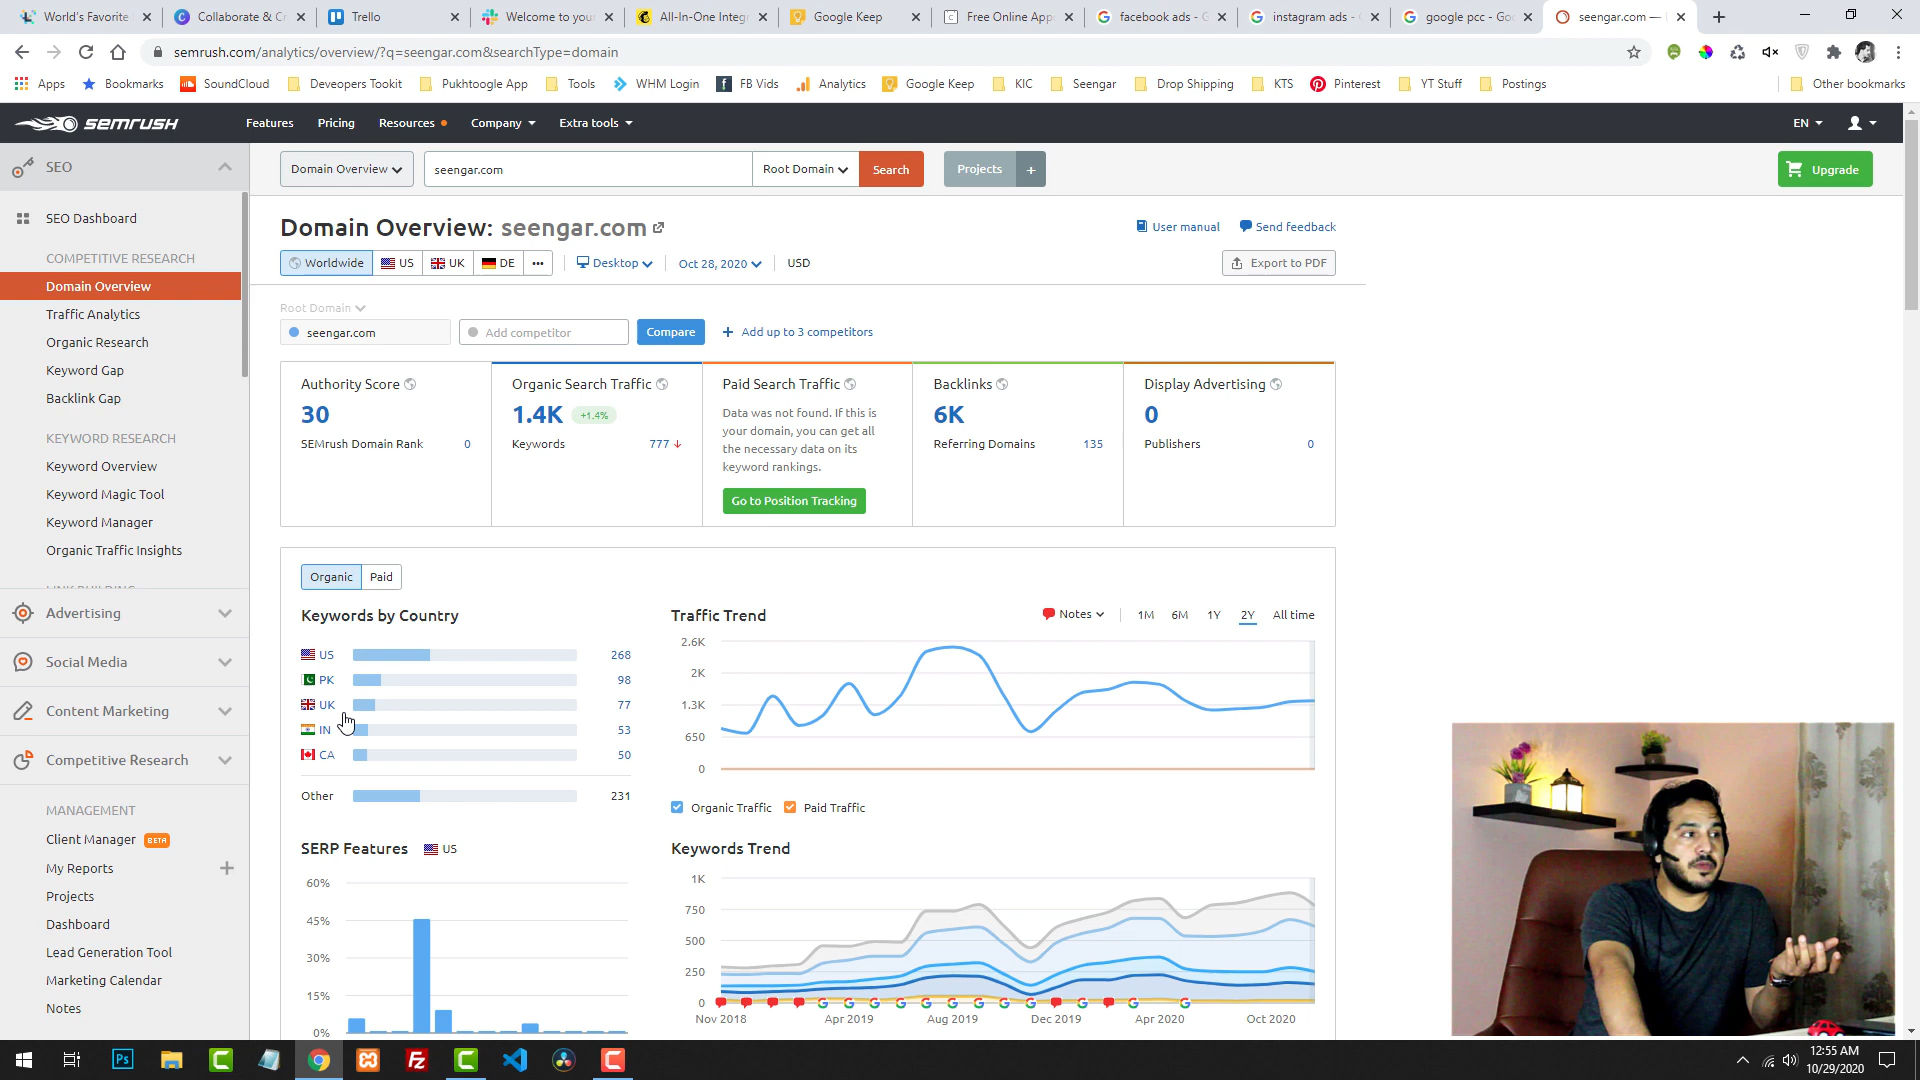 World's Favorite
Collaborate & C
Trello
Welcome to your
All-In-One Integ
Google Keep
Free Online App
facebook ads - G
instagram ads -
google pcc - Goo
seengar.com —
semrush.com/analytics/overview/?q=seengar.com&searchType=domain
Apps
Bookmarks
SoundCloud
Deveopers Tookit
Pukhtoogle App
Tools
WHM Login
FB Vids
Analytics
Google Keep
KIC
Seengar
Drop Shipping
KTS
Pinterest
YT Stuff
Postings
Other bookmarks
SEMRUSH
Features
Pricing
Resources
Company
Extra tools
EN
SEO
Domain Overview
seengar.com
Root Domain
Search
Projects
+
Upgrade
SEO Dashboard
COMPETITIVE RESEARCH
Domain Overview
Traffic Analytics
Organic Research
Keyword Gap
Backlink Gap
KEYWORD RESEARCH
Keyword Overview
Keyword Magic Tool
Keyword Manager
Organic Traffic Insights
LINK BUILDING
Advertising
Social Media
Content Marketing
Competitive Research
MANAGEMENT
Client Manager BETA
My Reports
Projects
Dashboard
Lead Generation Tool
Marketing Calendar
Notes
Domain Overview: seengar.com
User manual
Send feedback
Worldwide
US
UK
DE
Desktop
Oct 28, 2020
USD
Export to PDF
Root Domain
seengar.com
Add competitor
Compare
+ Add up to 3 competitors
Authority Score
30
SEMrush Domain Rank 0
Organic Search Traffic
1.4K +1.4%
Keywords 777
Paid Search Traffic
Data was not found. If this is
your domain, you can get all
the necessary data on its
keyword rankings.
Go to Position Tracking
Backlinks
6K
Referring Domains 135
Display Advertising
0
Publishers 0
Organic
Paid
Keywords by Country
US 268
PK 98
UK 77
IN 53
CA 50
Other 231
Traffic Trend
Notes
1M
6M
1Y
2Y
All time
2.6K
2K
1.3K
650
0
Organic Traffic
Paid Traffic
SERP Features
US
60%
45%
30%
15%
0%
Keywords Trend
1K
750
500
250
0
Nov 2018
Apr 2019
Aug 2019
Dec 2019
Apr 2020
Oct 2020
Ps
Fz
12:55 AM
10/29/2020